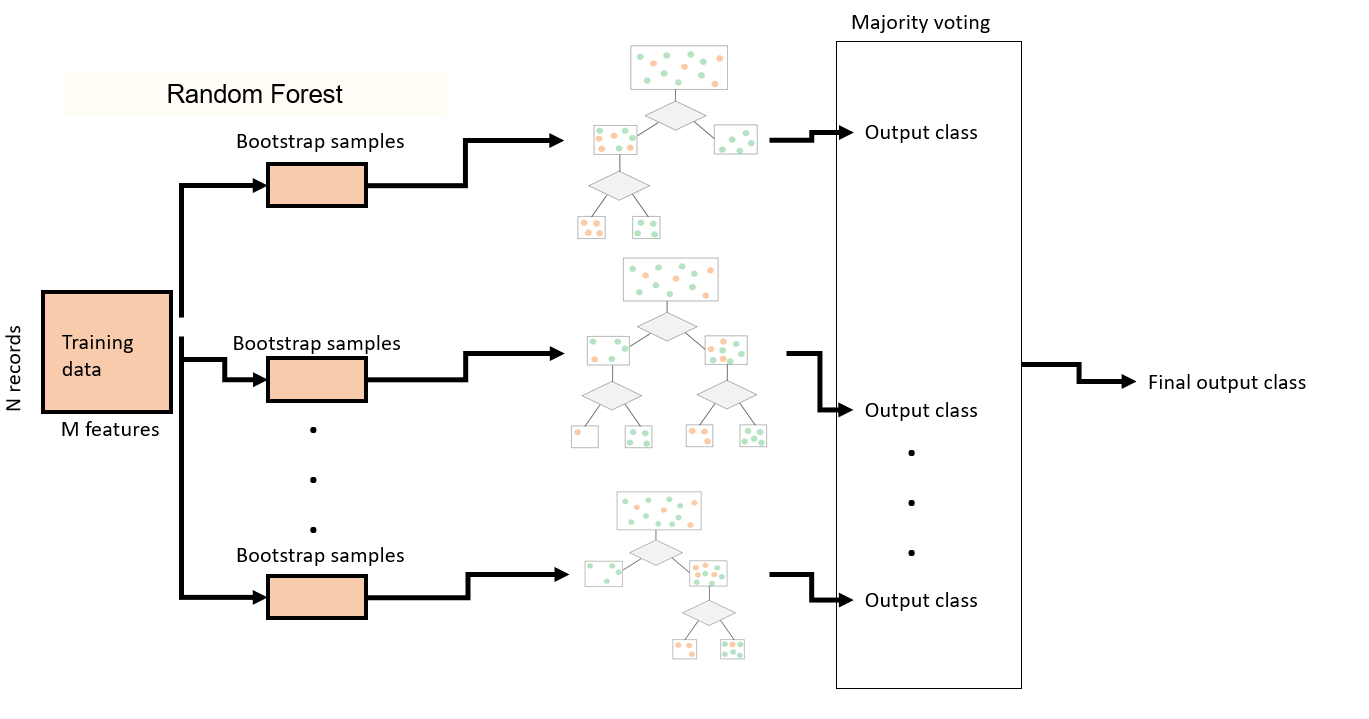 Majority voting
Random Forest
Bootstrap samples
Output class
N records
Training
data
M features
Bootstrap samples
Output class
Final output class
Bootstrap samples
Output class